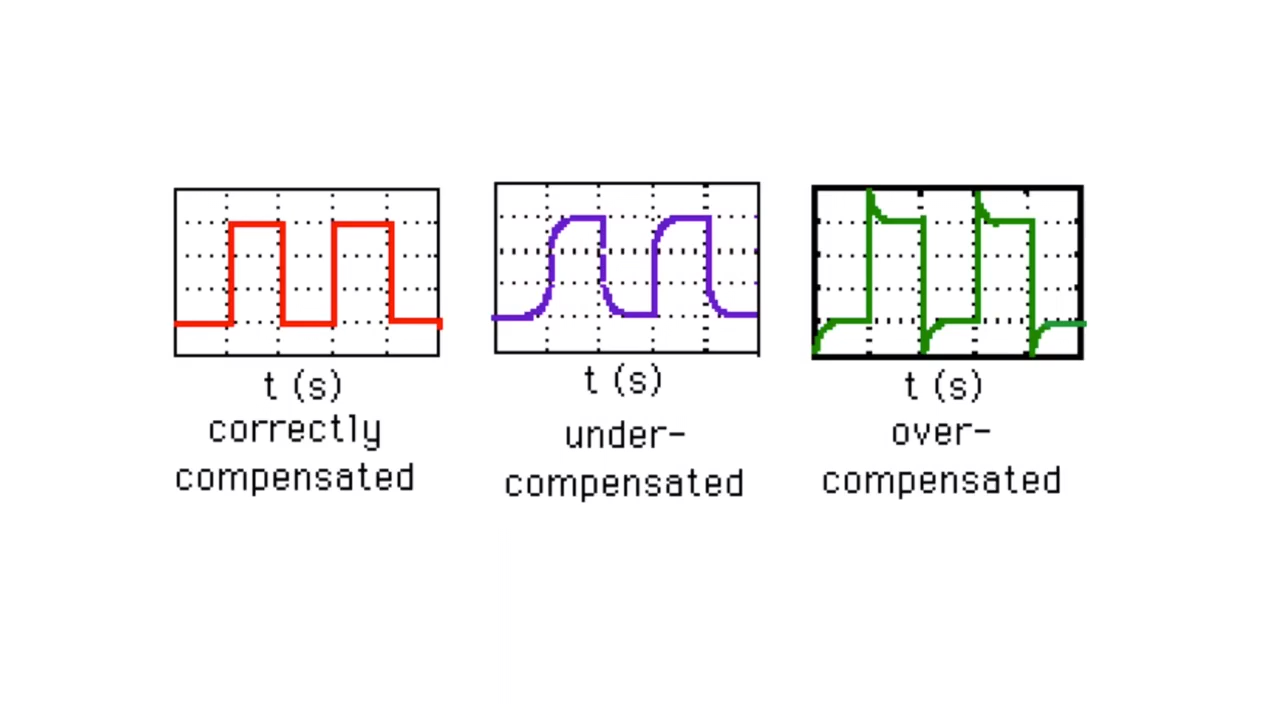 t (s)
correctly
compensated
t (s)
under-
compensated
t (s)
over-
compensated